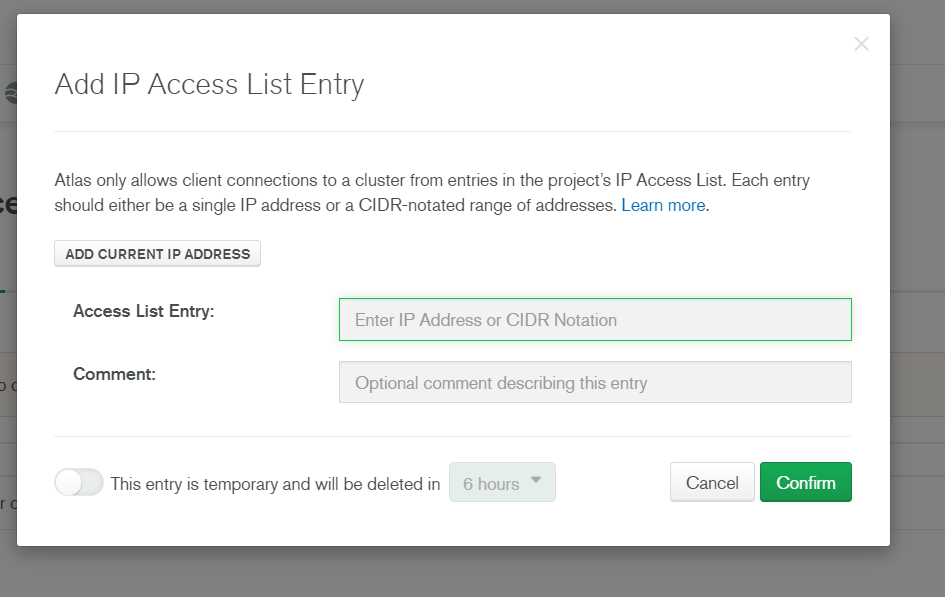 Add IP Access List Entry
Atlas only allows client connections to a cluster from entries in the project's IP Access List. Each entry
should either be a single IP address or a CIDR-notated range of addresses. Learn more.
ADD CURRENT IP ADDRESS
Access List Entry:
Enter IP Address or CIDR Notation
Comment:
Optional comment describing this entry
This entry is temporary and will be deleted in 6 hours
Cancel Confirm